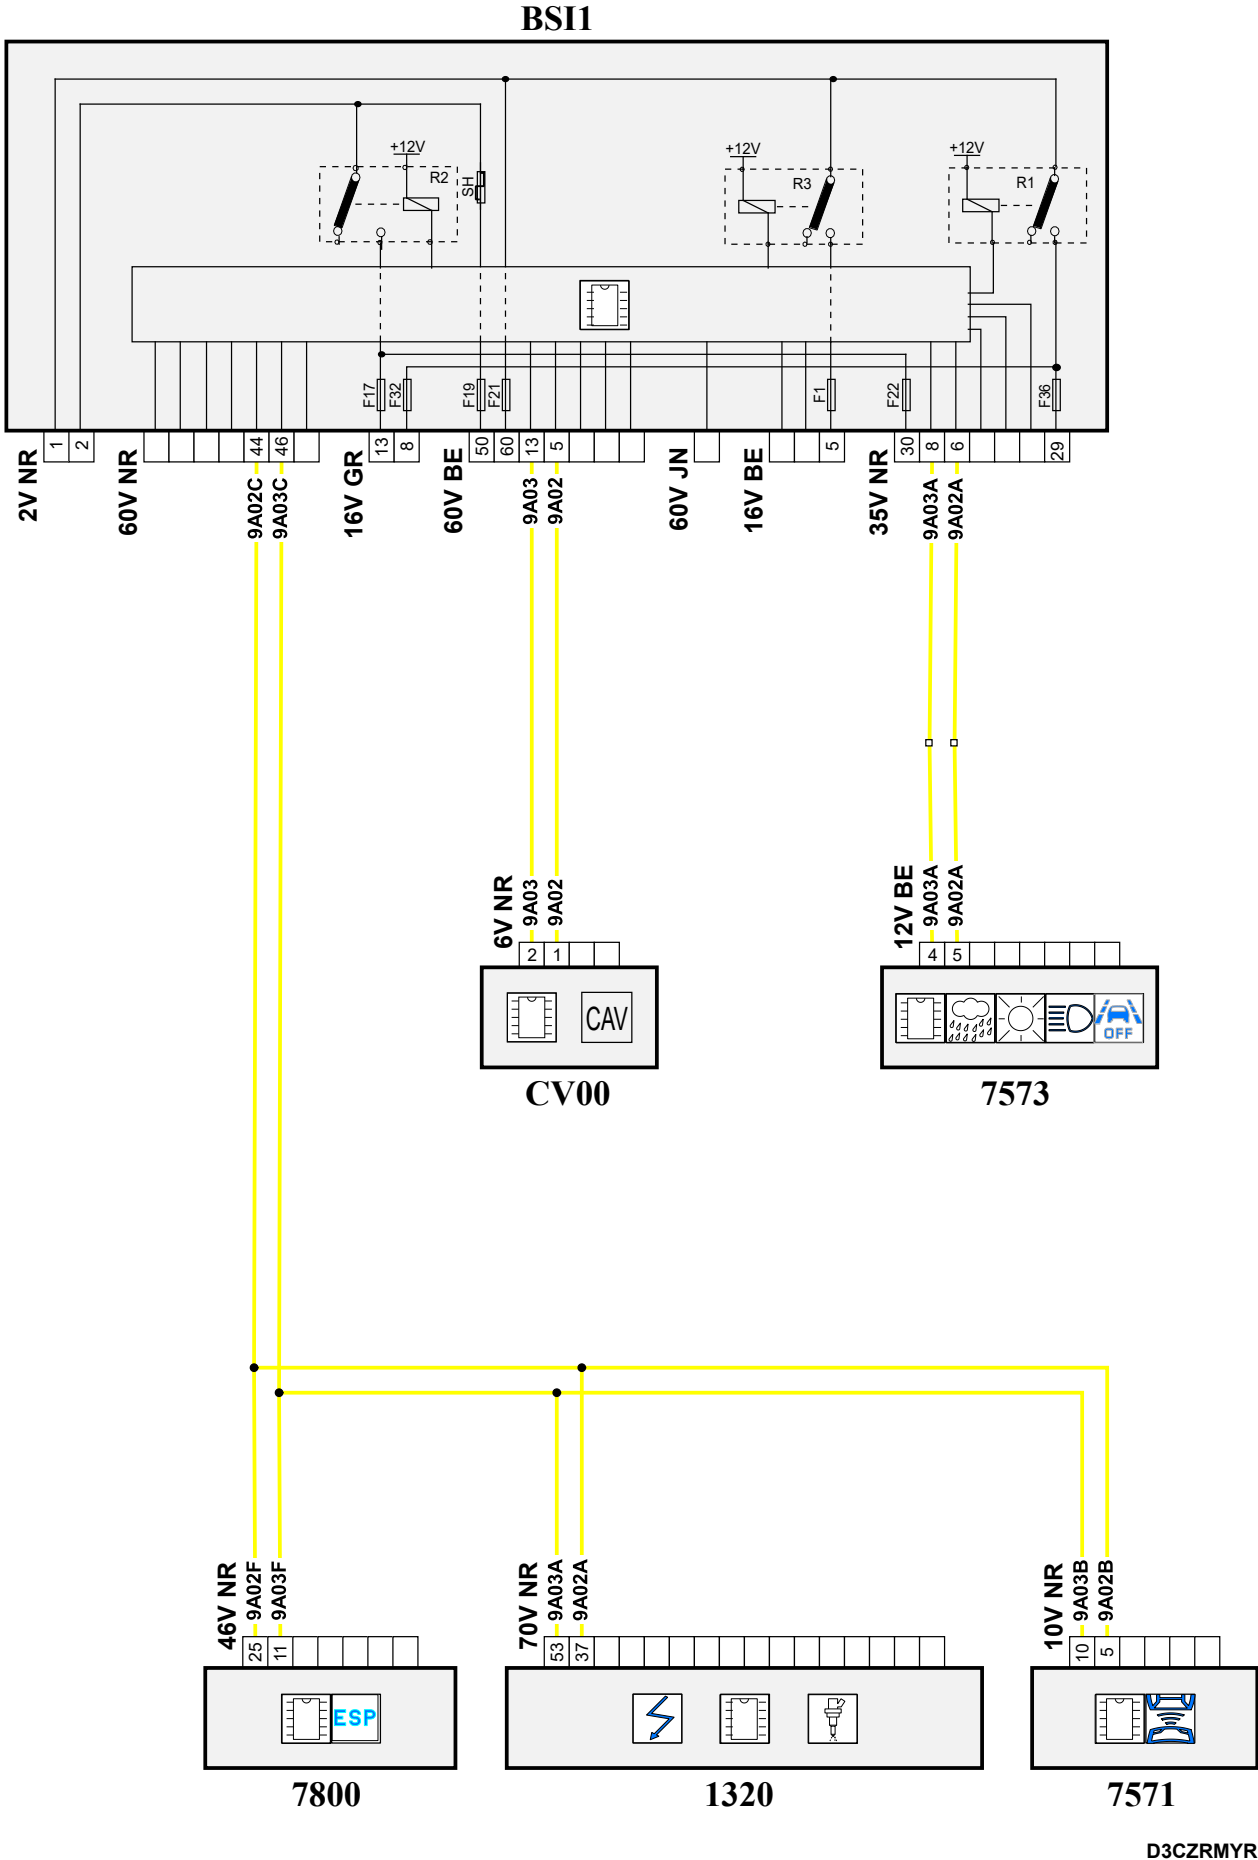 BSI1
+12V
R2
SH
+12V
R3
+12V
R1
F17
F32
F19
F21
F1
F22
F36
2V NR
1
2
60V NR
44
46
16V GR
13
8
60V BE
50
60
13
5
60V JN
16V BE
5
35V NR
30
8
6
29
9A02C
9A03C
9A03
9A02
9A03A
9A02A
6V NR
9A03
9A02
12V BE
9A03A
9A02A
2
1
4
5
CAV
OFF
CV00
7573
46V NR
9A02F
9A03F
70V NR
9A03A
9A02A
10V NR
9A03B
9A02B
25
11
53
37
10
5
ESP
7800
1320
7571
D3CZRMYR